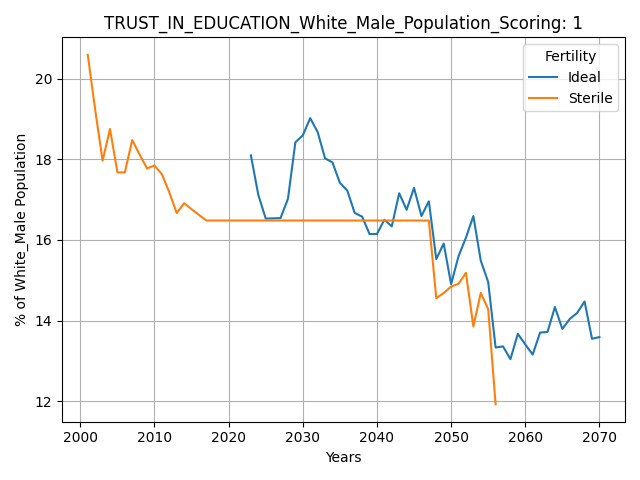 TRUST_IN_EDUCATION_White_Male_Population_Scoring: 1
Fertility
Ideal
Sterile
% of White_Male Population
20
18
16
14
12
2000 2010 2020 2030 2040 2050 2060 2070
Years